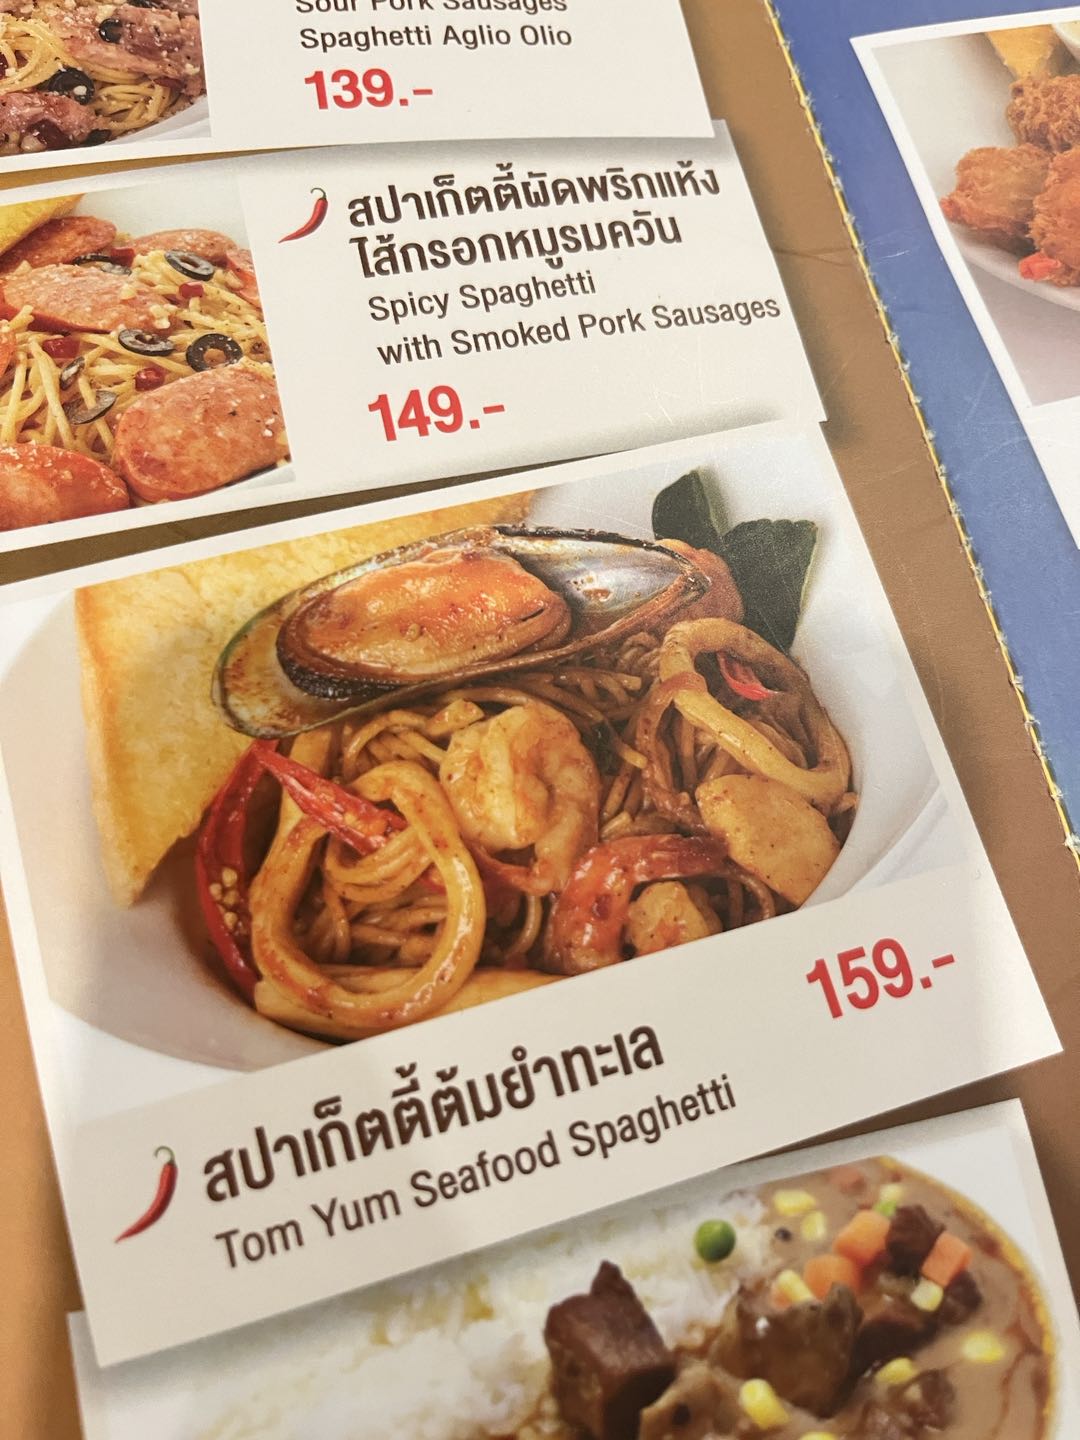 Sour Pork Sausages
Spaghetti Aglio Olio
139.-
สปาเก็ตตี้ผัดพริกแห้ง
ไส้กรอกหมูรมควัน
Spicy Spaghetti
with Smoked Pork Sausages
149.-
159.-
สปาเก็ตตี้ต้มยำทะเล
Tom Yum Seafood Spaghetti